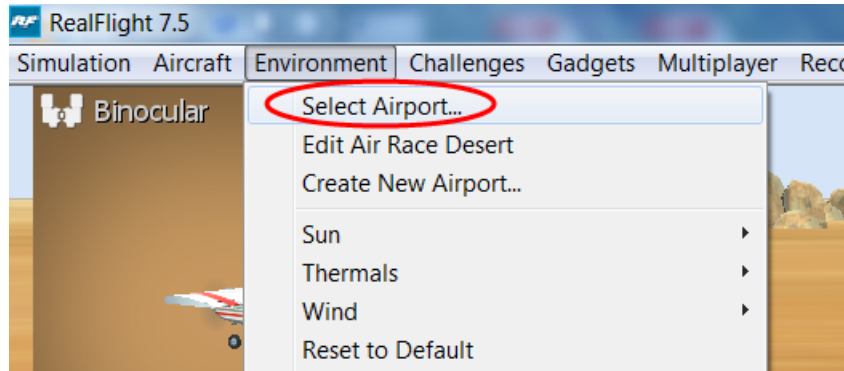 RealFlight 7.5
Simulation Aircraft Environment Challenges Gadgets Multiplayer
Binocular
Select Airport...
Edit Air Race Desert
Create New Airport...
Sun
Thermals
Wind
Reset to Default